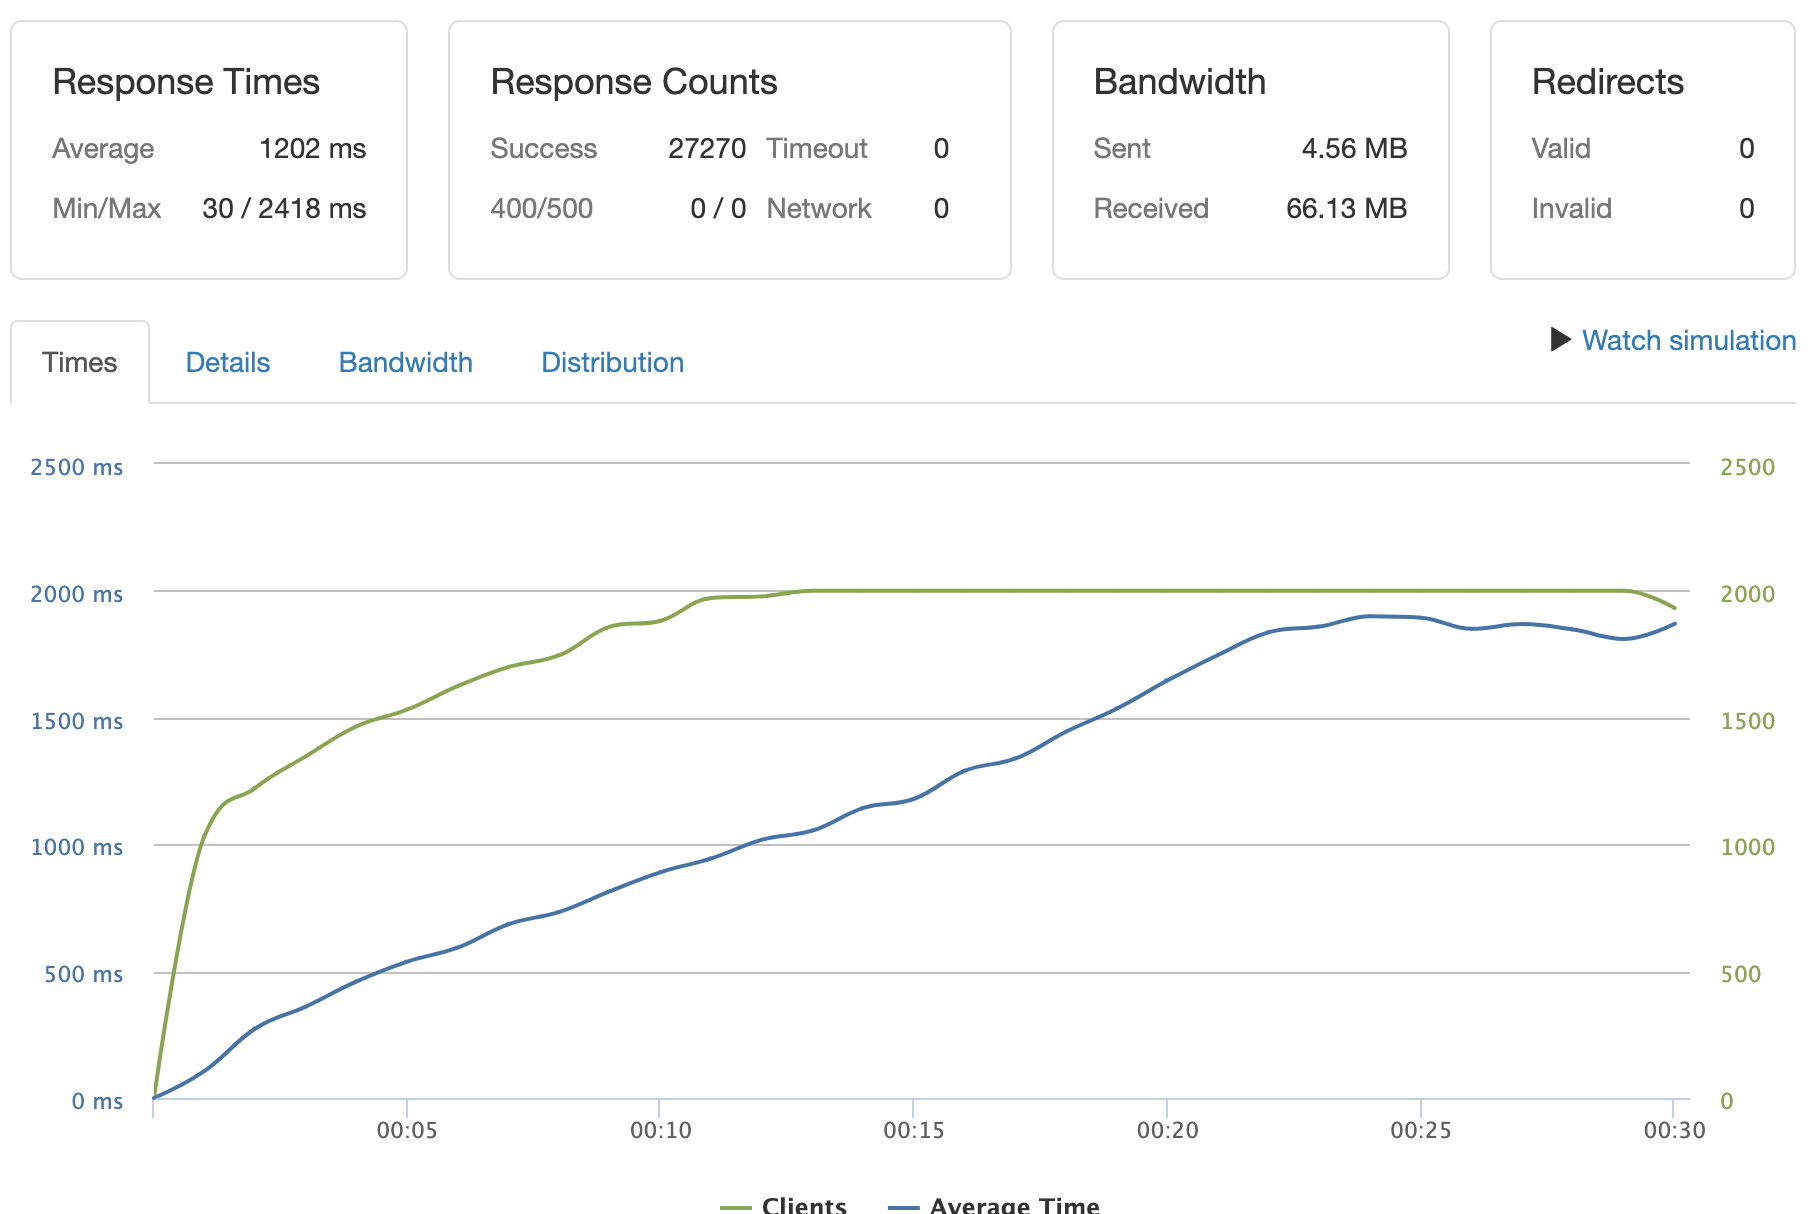 Response Times
Average 1202 ms
Min/Max 30 / 2418 ms
Response Counts
Success 27270 Timeout 0
400/500 0 / 0 Network 0
Bandwidth
Sent 4.56 MB
Received 66.13 MB
Redirects
Valid 0
Invalid 0
Times Details Bandwidth Distribution
Watch simulation
2500 ms 2500
2000 ms 2000
1500 ms 1500
1000 ms 1000
500 ms 500
0 ms 0
00:05 00:10 00:15 00:20 00:25 00:30
Clients Average Time